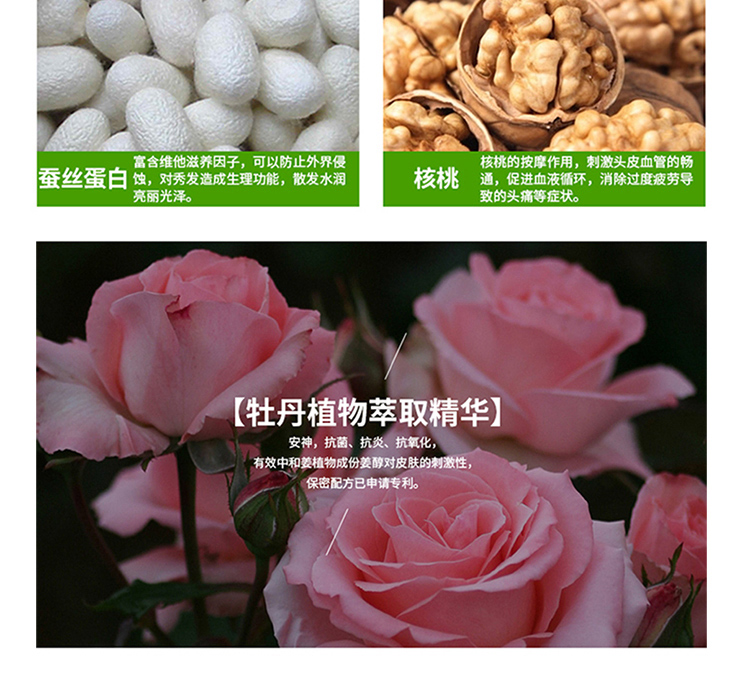 蚕丝蛋白
富含维他滋养因子，可以防止外界侵
蚀，对秀发造成生理功能，散发水润
亮丽光泽。
核桃
核桃的按摩作用，刺激头皮血管的畅
通，促进血液循环，消除过度疲劳导
致的头痛等症状。
【牡丹植物萃取精华】
安神，抗菌、抗炎、抗氧化，
有效中和姜植物成份姜醇对皮肤的刺激性，
保密配方已申请专利。